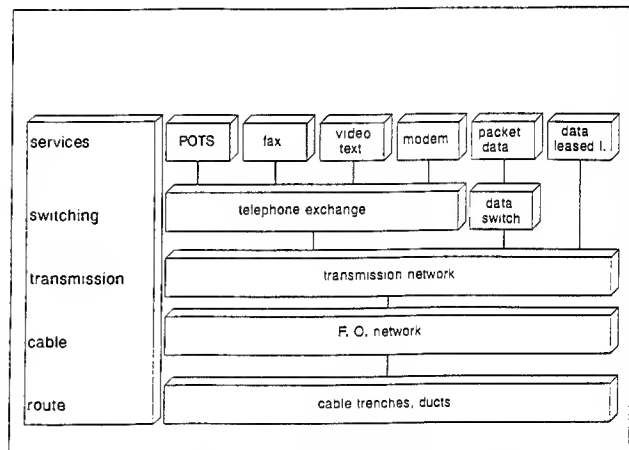 services
POTS
fax
video
text
modem
packet
data
data
leased l.
switching
telephone exchange
data
switch
transmission
transmission network
cable
F. O. network
route
cable trenches, ducts